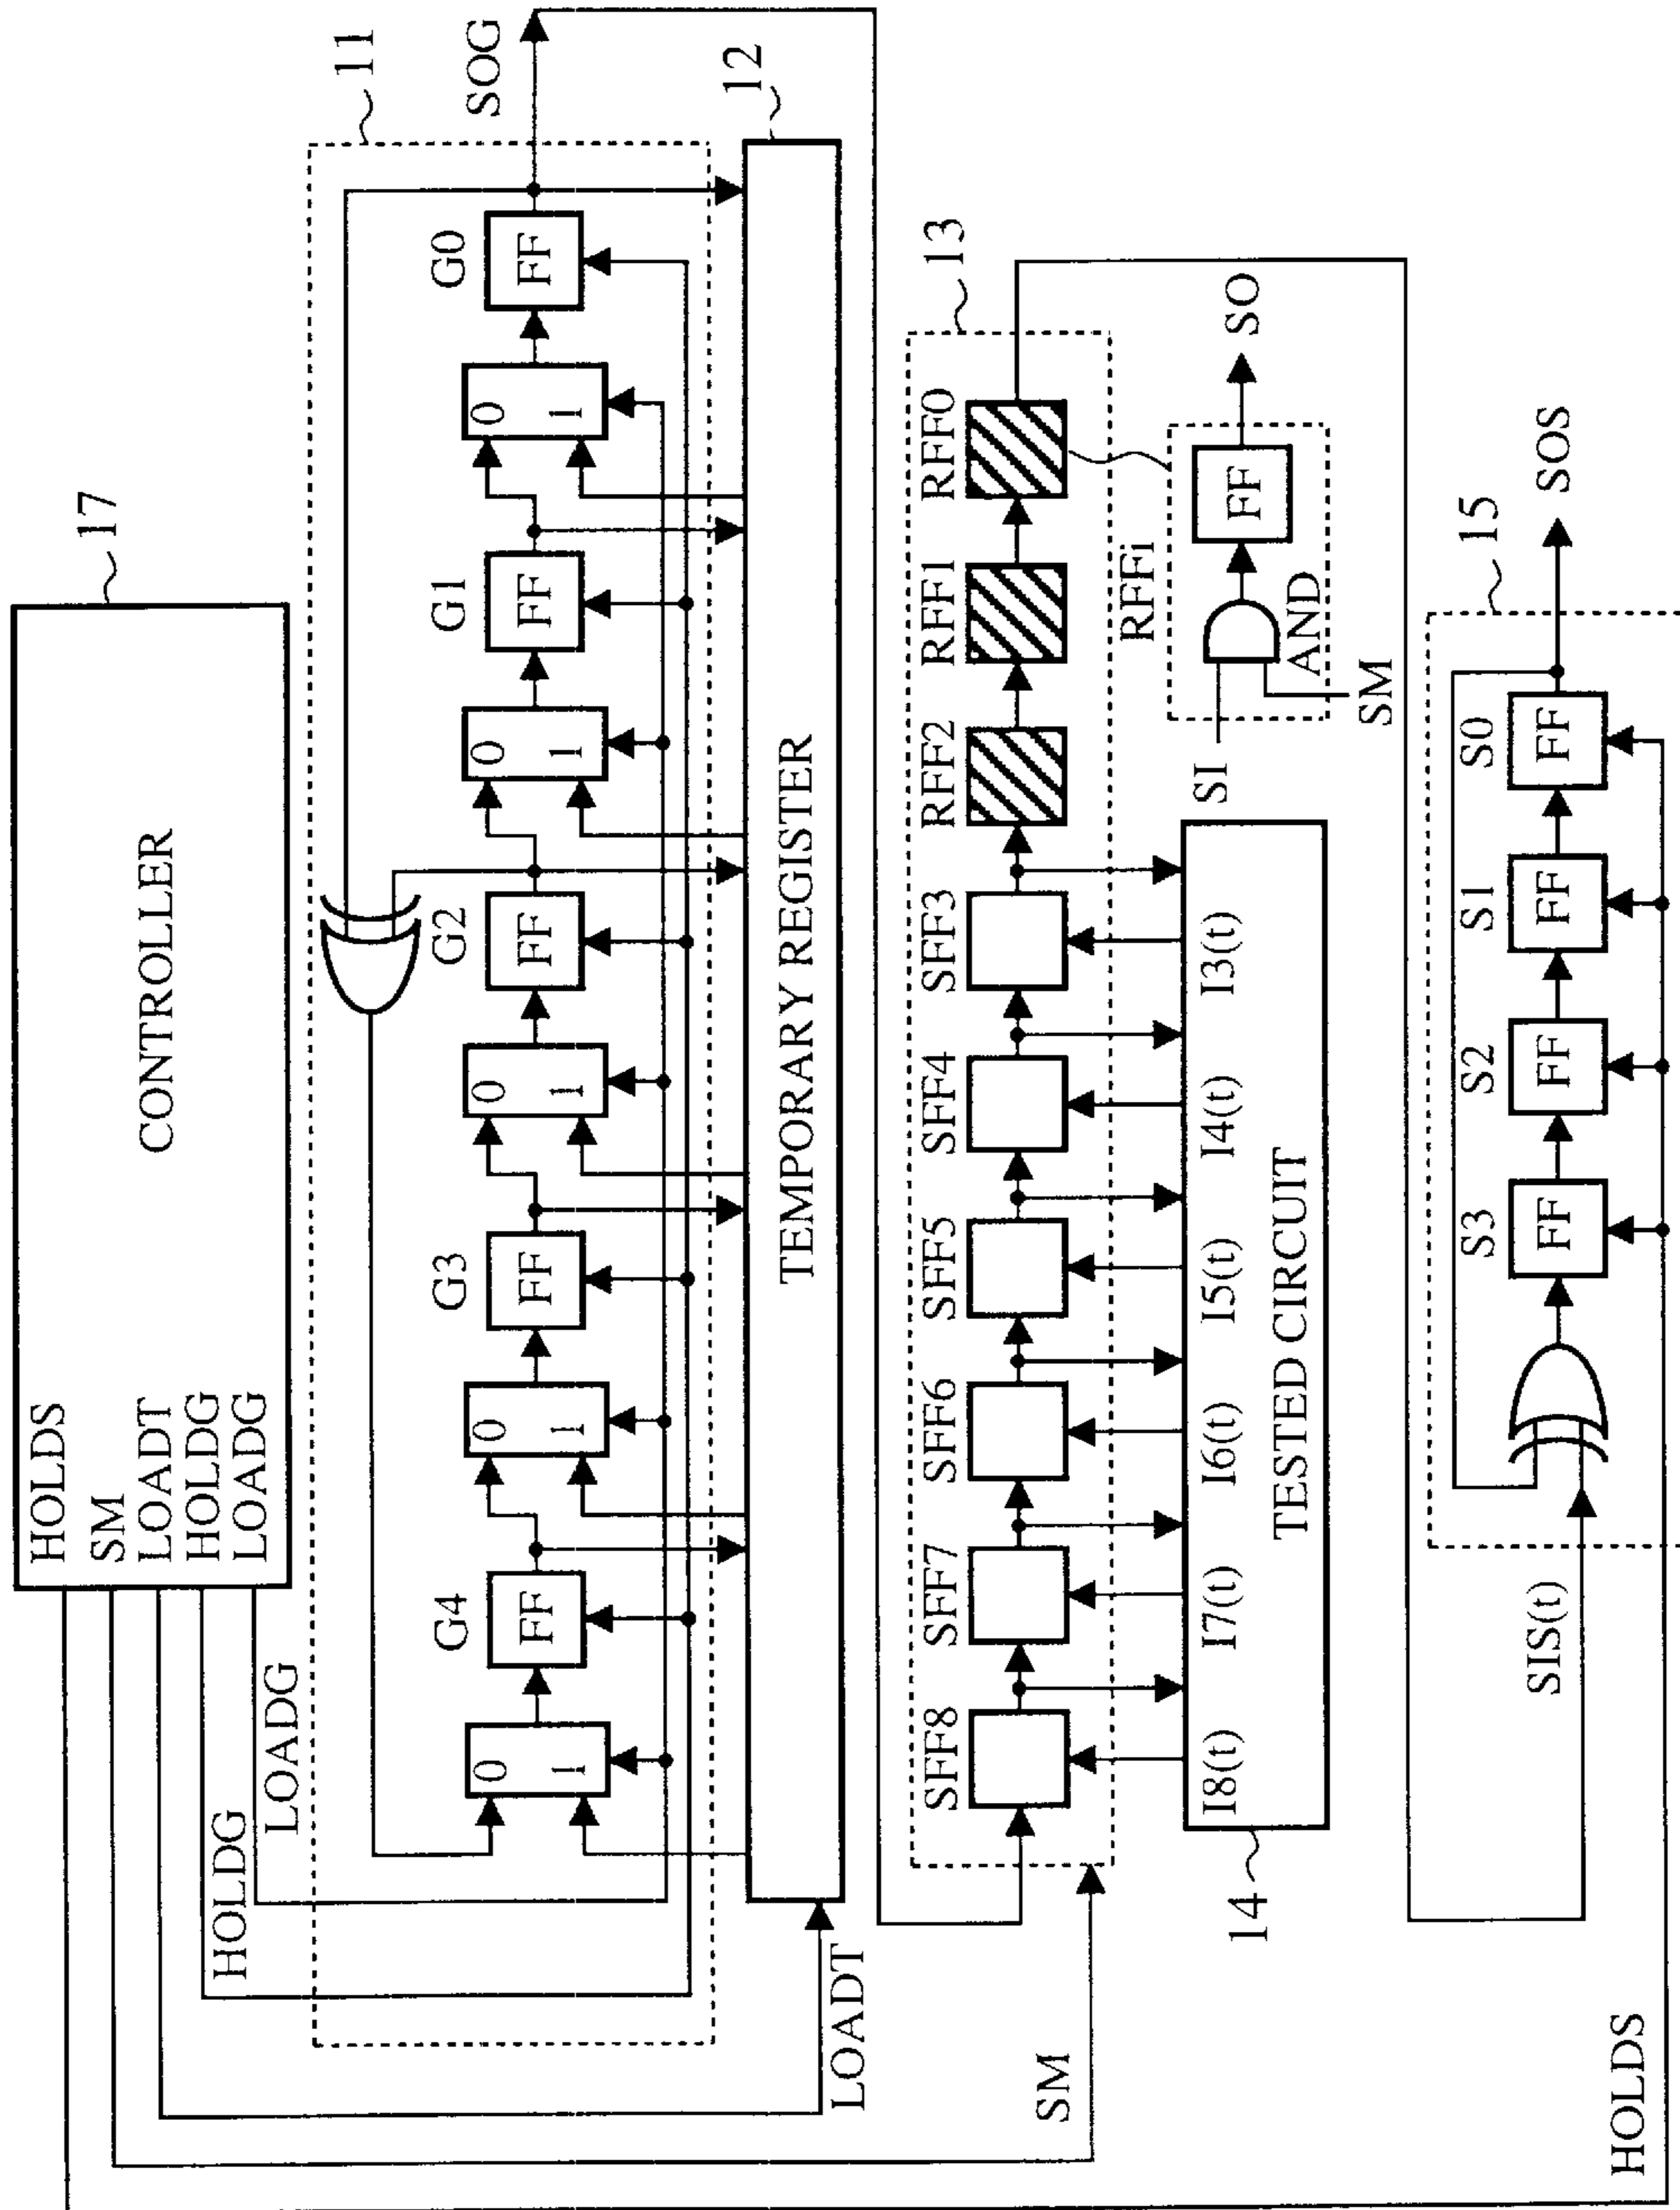 17
CONTROLLER
HOLDS
SM
LOADT
HOLDG
LOADG
HOLDG
LOADG
11
SOG
G4
G3
G2
G1
G0
0 0 0 0 0
1 1 1 1 1
FF FF FF FF FF
12
TEMPORARY REGISTER
LOADT
13
SFF8
SFF7
SFF6
SFF5
SFF4
SFF3
RFF2
RFF1
RFF0
SM
I8(t)
I7(t)
I6(t)
I5(t)
I4(t)
I3(t)
TESTED CIRCUIT
14
RFFi
SI
SM
AND
FF
SO
15
SIS(t)
S3
S2
S1
S0
FF FF FF FF
SOS
HOLDS